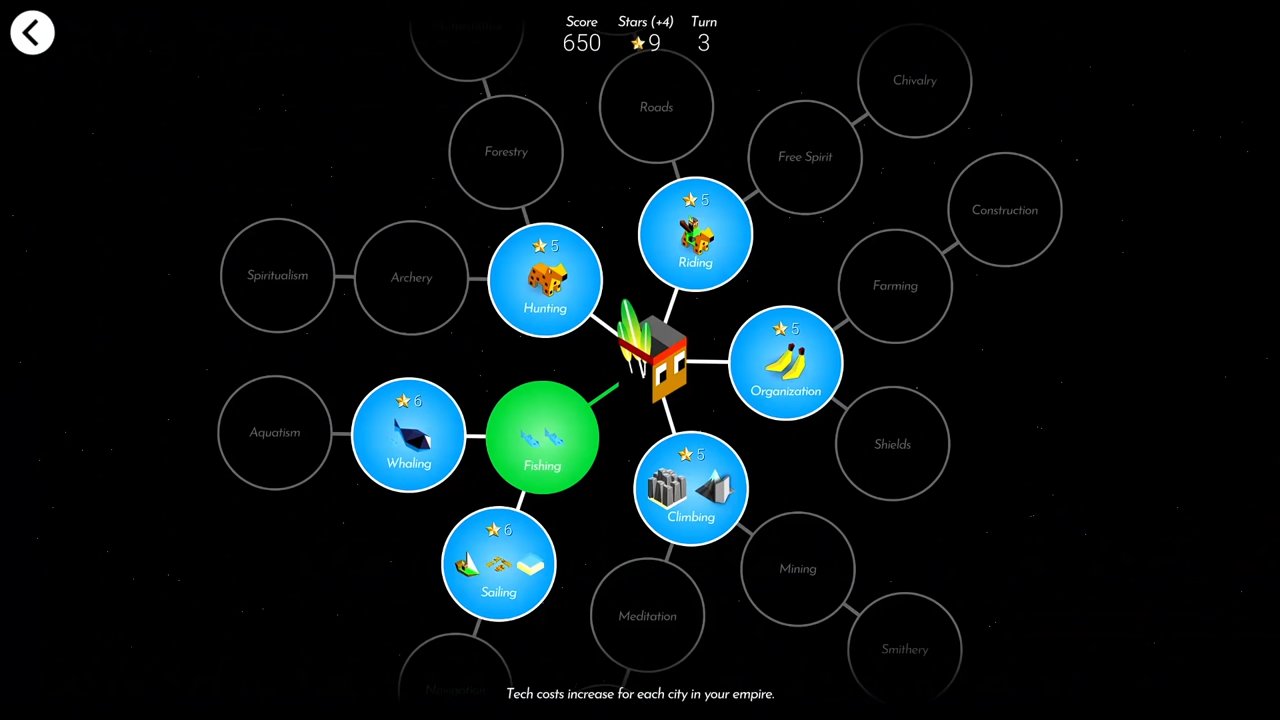 Score
650
Stars (+4)
9
Turn
3
Roads
Chivalry
Forestry
Free Spirit
Construction
5
Riding
Spiritualism
Archery
5
Hunting
Farming
5
Organization
Aquatism
6
Whaling
Fishing
Shields
5
Climbing
6
Sailing
Mining
Meditation
Smithery
Navigation
Tech costs increase for each city in your empire.